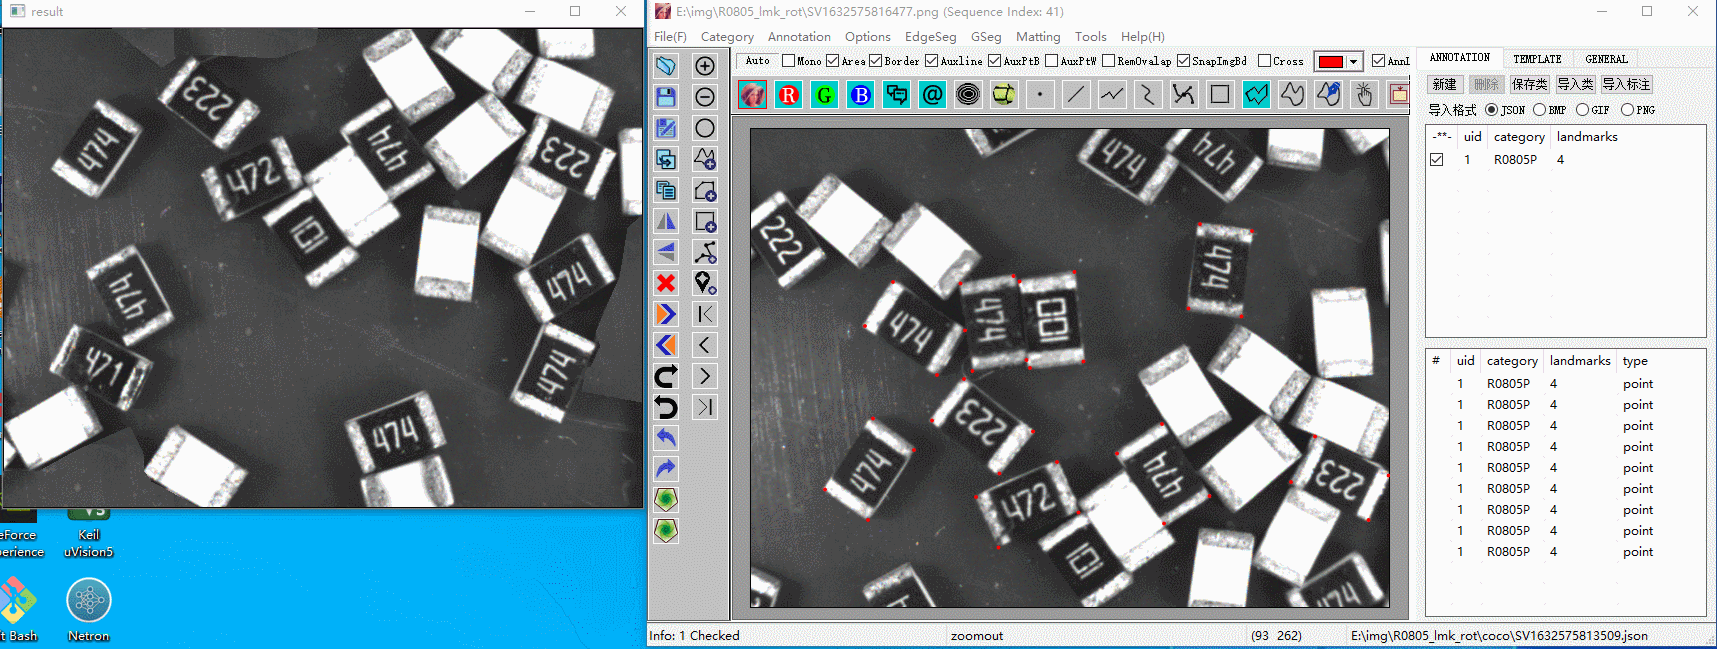 result
474
223
472
474
223
101
474
474
471
474
474
eForce
perience
Keil
uVision5
t Bash
Netron
E:\img\R0805_lmk_rot\SV1632575816477.png (Sequence Index: 41)
File(F) Category Annotation Options EdgeSeg GSeg Matting Tools Help(H)
Auto Mono Area Border Auxline AuxPtB AuxPtW RemOvalap SnapImgBd Cross AnnI
R G B @
474
474
222
474
474
474
001
223
474
472
474
223
101
474
ANNOTATION TEMPLATE GENERAL
新建 删除 保存类 导入类 导入标注
导入格式 JSON BMP GIF PNG
-**- uid category landmarks
1 R0805P 4
# uid category landmarks type
1 R0805P 4 point
1 R0805P 4 point
1 R0805P 4 point
1 R0805P 4 point
1 R0805P 4 point
1 R0805P 4 point
1 R0805P 4 point
1 R0805P 4 point
1 R0805P 4 point
Info: 1 Checked zoomout (93 262) E:\img\R0805_lmk_rot\coco\SV1632575813509.json